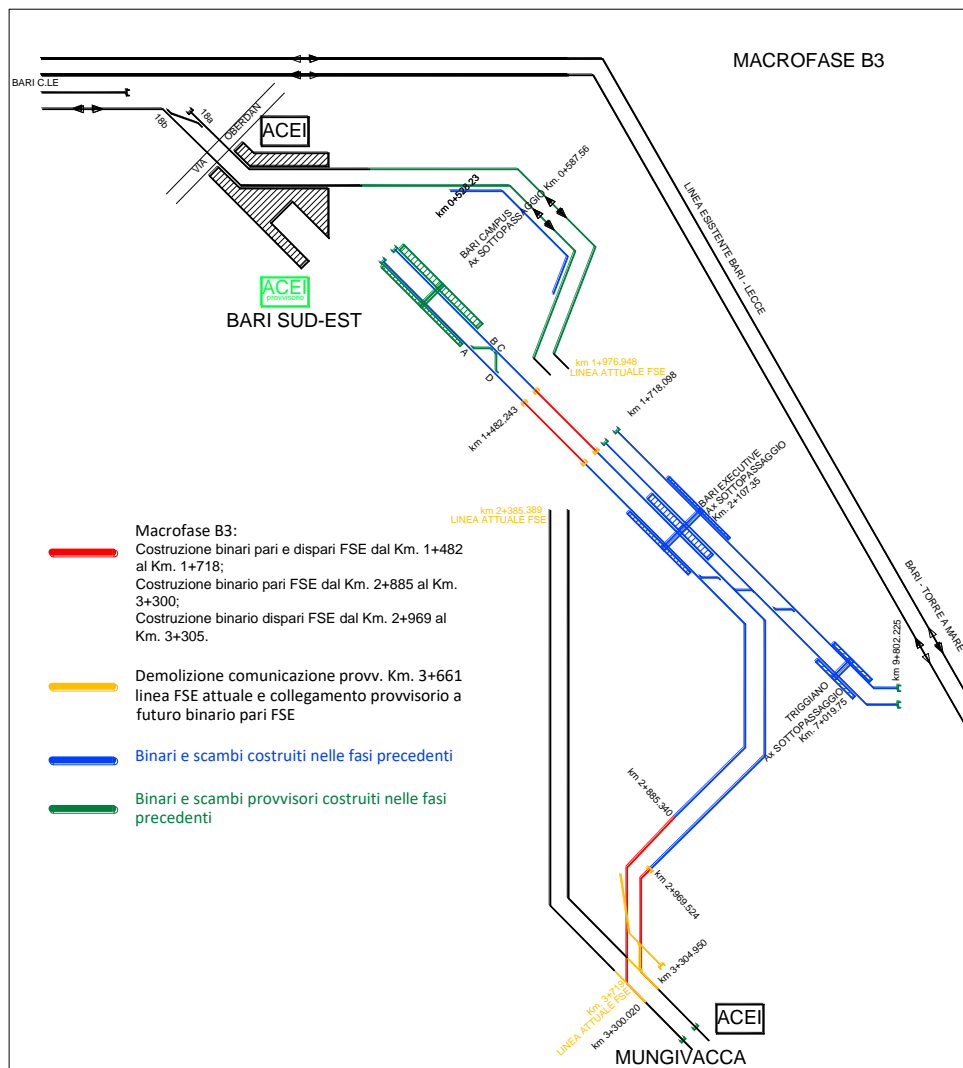 MACROFASE B3
BARI C.LE
18a
18b
VIA OBERDAN
ACEI
km 0+528.23
BARI CAMPUS
Ax SOTTOPASSAGGIO Km. 0+587.56
LINEA ESISTENTE BARI - LECCE
ACEI
provvisorio
BARI SUD-EST
B C
A
D
km 1+976.948
LINEA ATTUALE FSE
km 1+482.243
km 1+718.098
BARI EXECUTIVE
Ax SOTTOPASSAGGIO
Km. 2+107.35
km 2+385.389
LINEA ATTUALE FSE
BARI - TORRE A MARE
km 9+802.225
TRIGGIANO
Ax SOTTOPASSAGGIO
Km. 7+019.75
Macrofase B3:
Costruzione binari pari e dispari FSE dal Km. 1+482
al Km. 1+718;
Costruzione binario pari FSE dal Km. 2+885 al Km.
3+300;
Costruzione binario dispari FSE dal Km. 2+969 al
Km. 3+305.
Demolizione comunicazione provv. Km. 3+661
linea FSE attuale e collegamento provvisorio a
futuro binario pari FSE
Binari e scambi costruiti nelle fasi precedenti
Binari e scambi provvisori costruiti nelle fasi
precedenti
km 2+885.340
km 2+969.524
km 3+304.950
Km. 3+719
LINEA ATTUALE FSE
km 3+300.020
ACEI
MUNGIVACCA